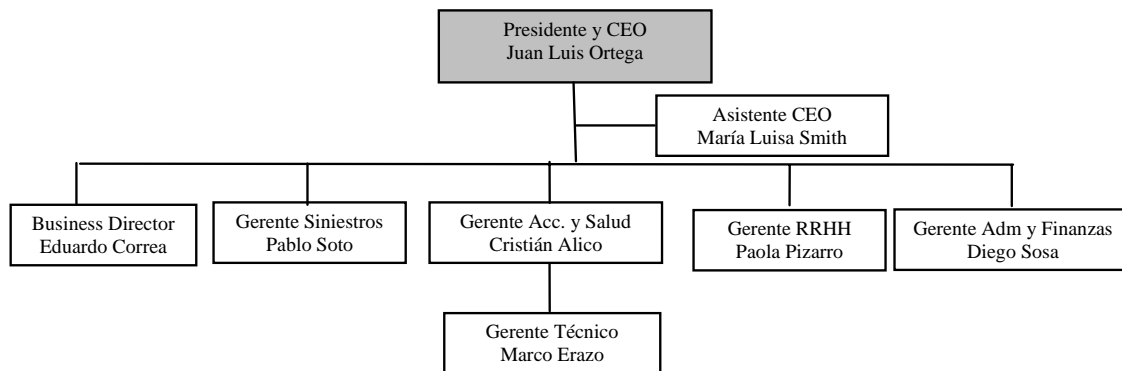 Presidente y CEO
Juan Luis Ortega
Asistente CEO
María Luisa Smith
Business Director
Eduardo Correa
Gerente Siniestros
Pablo Soto
Gerente Acc. y Salud
Cristián Alico
Gerente RRHH
Paola Pizarro
Gerente Adm y Finanzas
Diego Sosa
Gerente Técnico
Marco Erazo